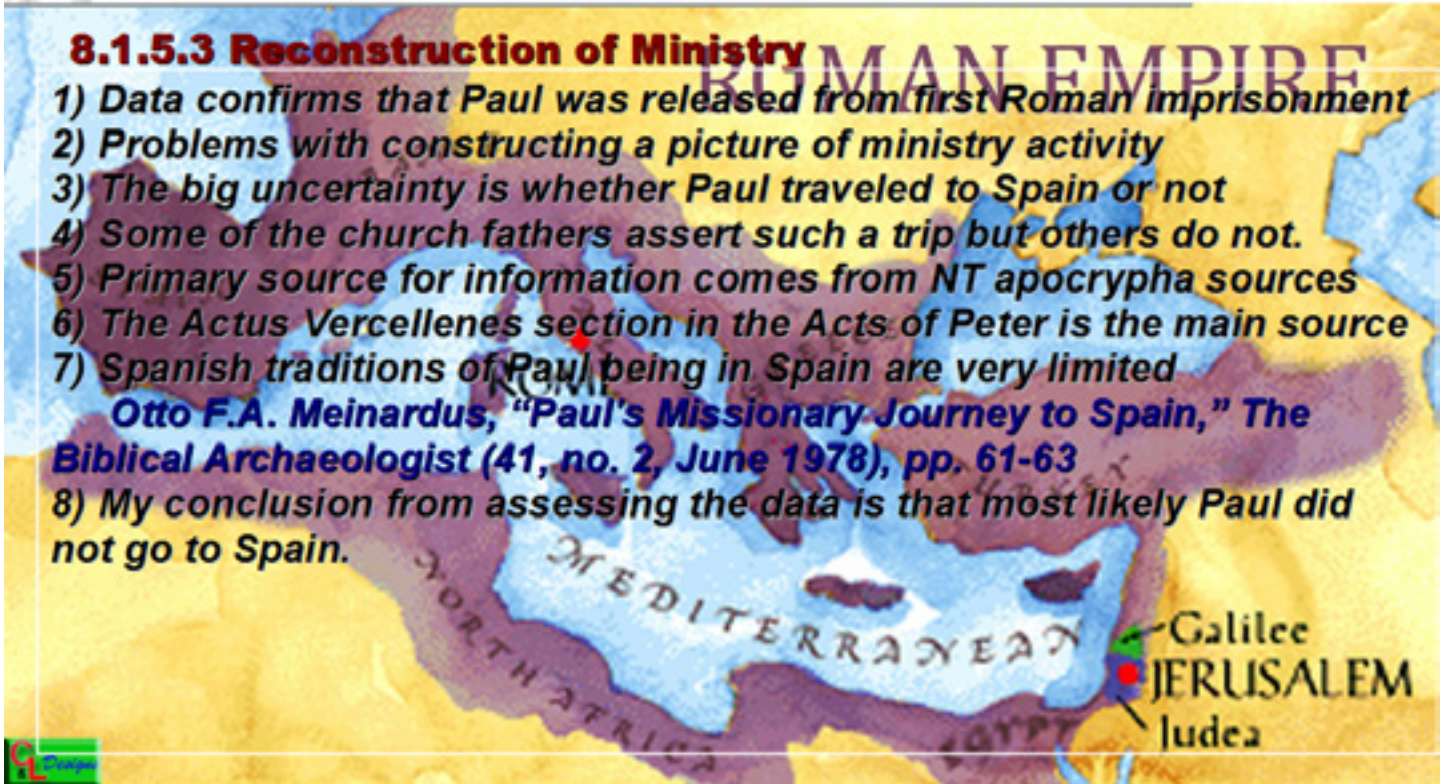 8.1.5.3 Reconstruction of Ministry
ROMAN EMPIRE
1) Data confirms that Paul was released from first Roman imprisonment
2) Problems with constructing a picture of ministry activity
3) The big uncertainty is whether Paul traveled to Spain or not
4) Some of the church fathers assert such a trip but others do not.
5) Primary source for information comes from NT apocrypha sources
6) The Actus Vercellenes section in the Acts of Peter is the main source
7) Spanish traditions of Paul being in Spain are very limited
ROME
Otto F.A. Meinardus, “Paul's Missionary Journey to Spain,” The
Biblical Archaeologist (41, no. 2, June 1978), pp. 61-63
TURKEY
8) My conclusion from assessing the data is that most likely Paul did
not go to Spain.
MEDITERRANEAN
NORTH AFRICA
Galilee
JERUSALEM
Judea
EGYPT
C&L Designs